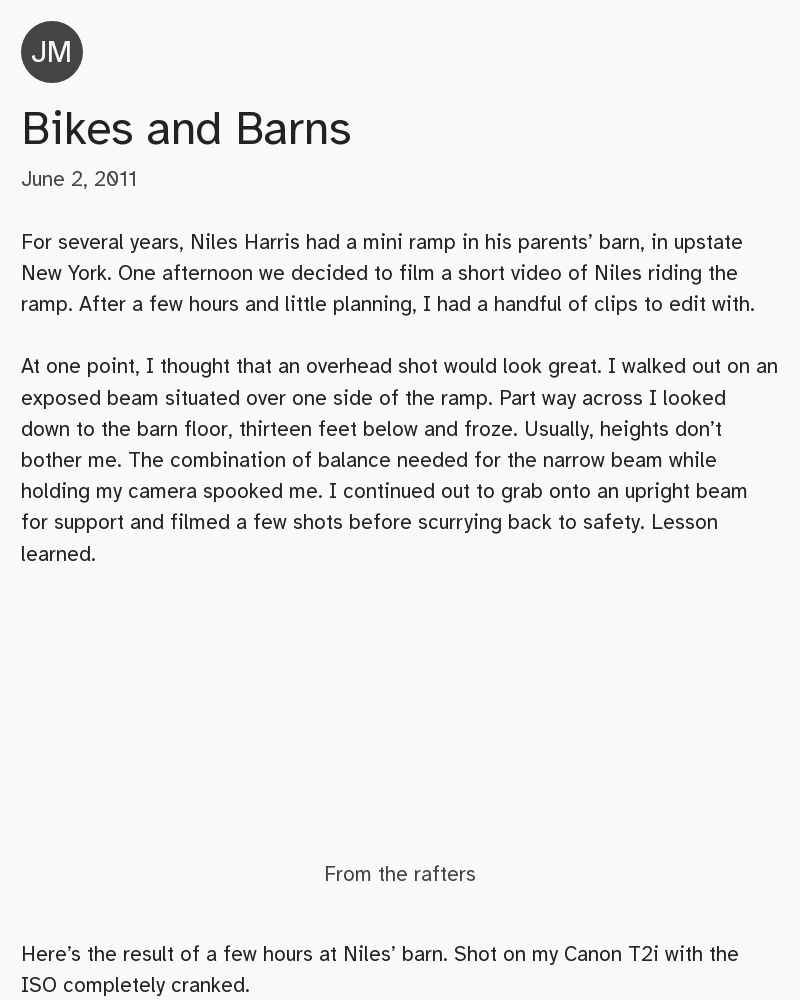 JM
Bikes and Barns
June 2, 2011
For several years, Niles Harris had a mini ramp in his parents’ barn, in upstate
New York. One afternoon we decided to film a short video of Niles riding the
ramp. After a few hours and little planning, I had a handful of clips to edit with.
At one point, I thought that an overhead shot would look great. I walked out on an
exposed beam situated over one side of the ramp. Part way across I looked
down to the barn floor, thirteen feet below and froze. Usually, heights don’t
bother me. The combination of balance needed for the narrow beam while
holding my camera spooked me. I continued out to grab onto an upright beam
for support and filmed a few shots before scurrying back to safety. Lesson
learned.
From the rafters
Here’s the result of a few hours at Niles’ barn. Shot on my Canon T2i with the
ISO completely cranked.